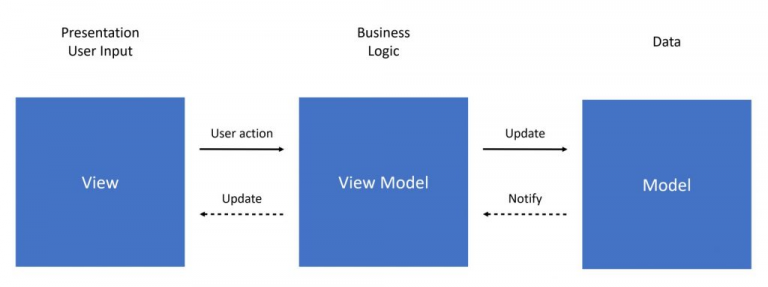 Presentation
User Input
Business
Logic
Data
View
User action
Update
View Model
Update
Notify
Model